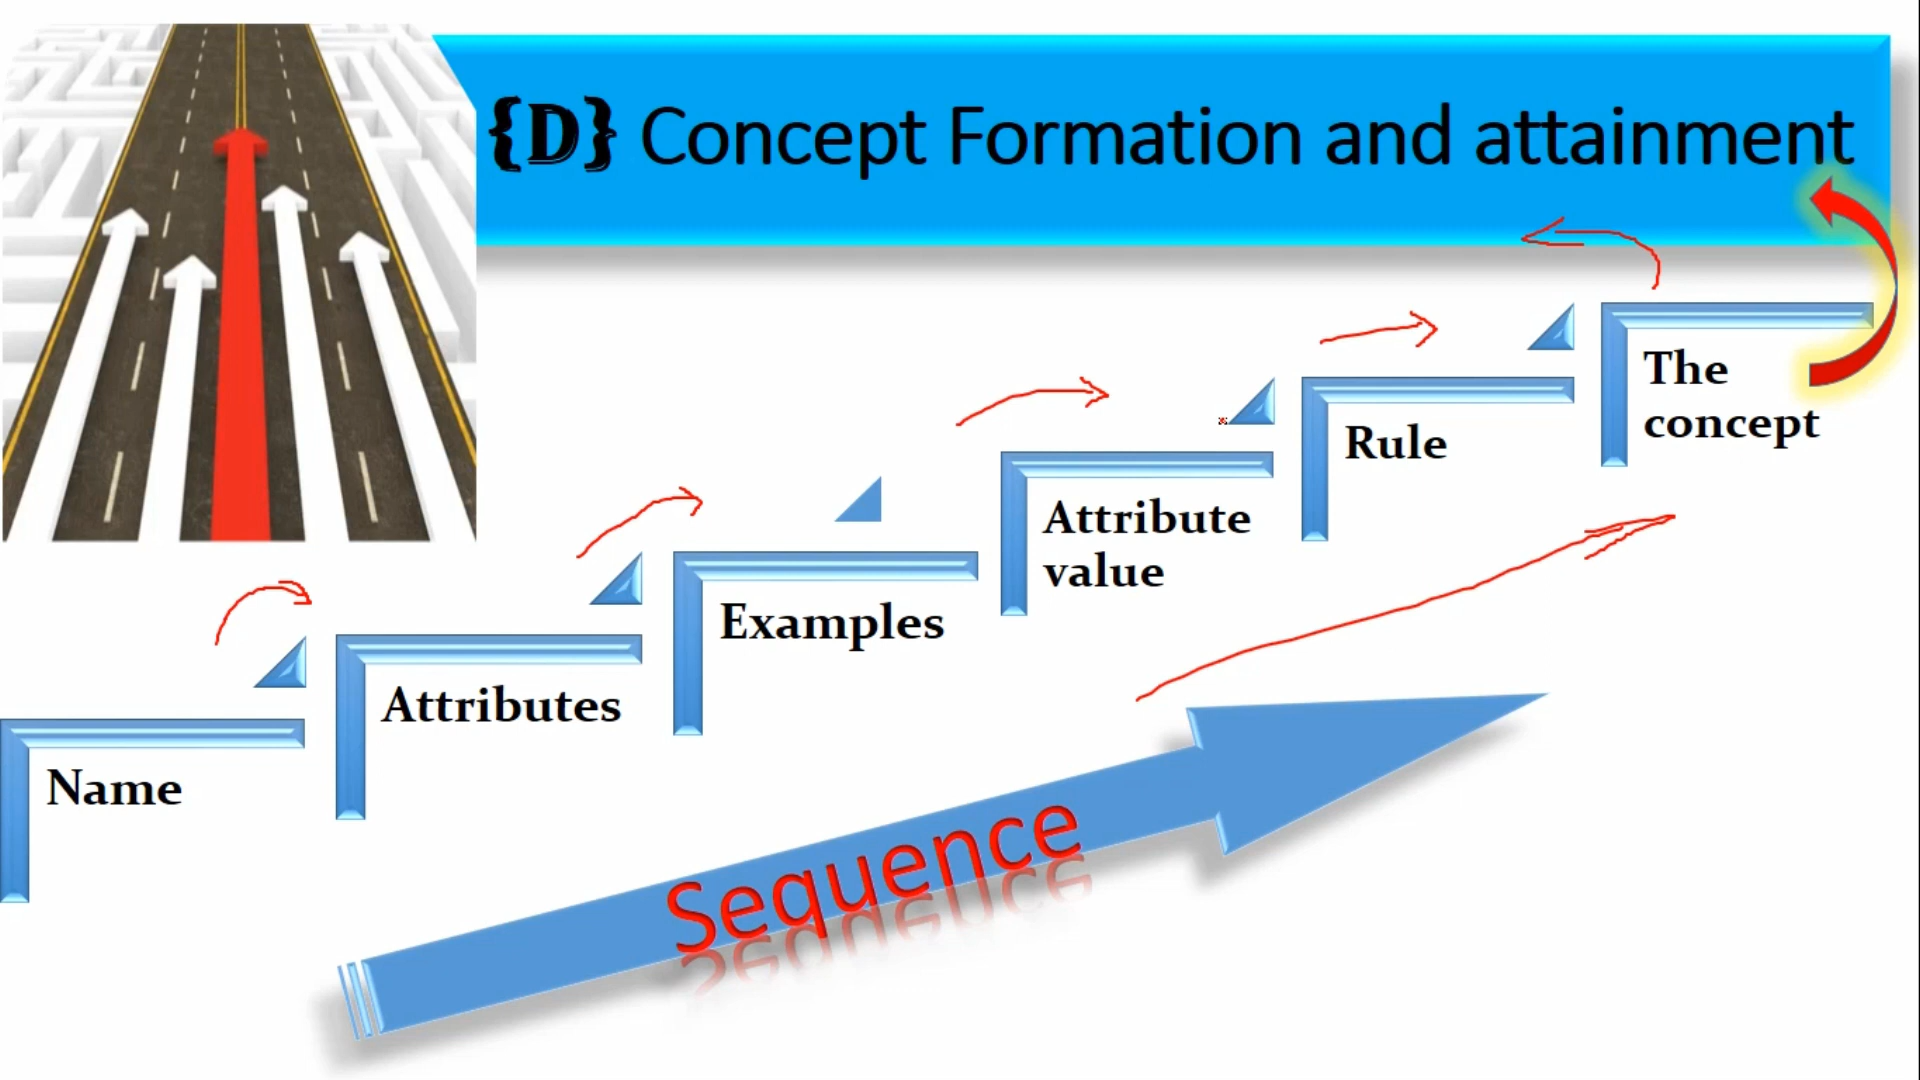 {D} Concept Formation and attainment
The
concept
Rule
Attribute
value
Examples
Attributes
Name
Sequence